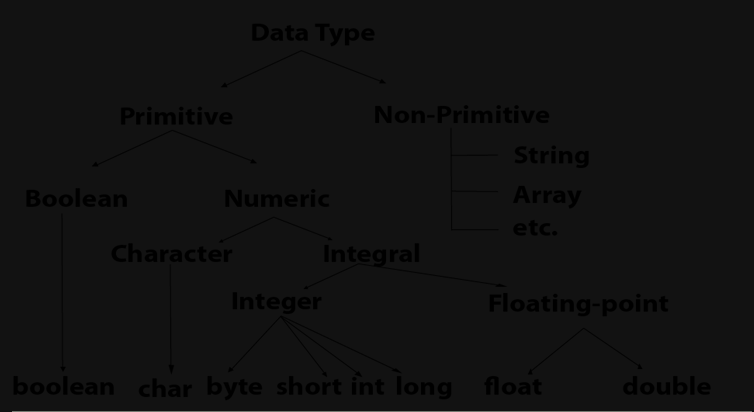 Data Type
Primitive
Non-Primitive
String
Array
etc.
Boolean
Numeric
Character
Integral
Integer
Floating-point
boolean
char
byte
short
int
long
float
double